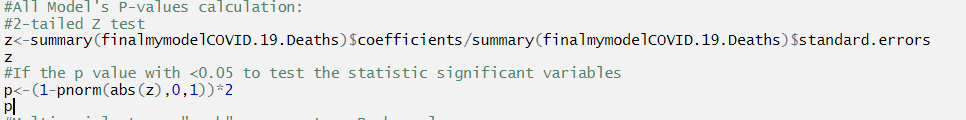 #All Model's P-values calculation:
#2-tailed Z test
z<-summary(finalmymodelCOVID.19.Deaths)$coefficients/summary(finalmymodelCOVID.19.Deaths)$standard.errors
z
#If the p value with <0.05 to test the statistic significant variables
p<-(1-pnorm(abs(z),0,1))*2
p